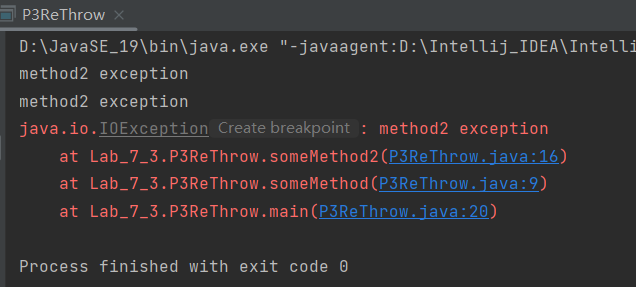 P3ReThrow
D:\JavaSE_19\bin\java.exe "-javaagent:D:\Intellij_IDEA\Intelli
method2 exception
method2 exception
java.io.IOException Create breakpoint : method2 exception
at Lab_7_3.P3ReThrow.someMethod2(P3ReThrow.java:16)
at Lab_7_3.P3ReThrow.someMethod(P3ReThrow.java:9)
at Lab_7_3.P3ReThrow.main(P3ReThrow.java:20)
Process finished with exit code 0